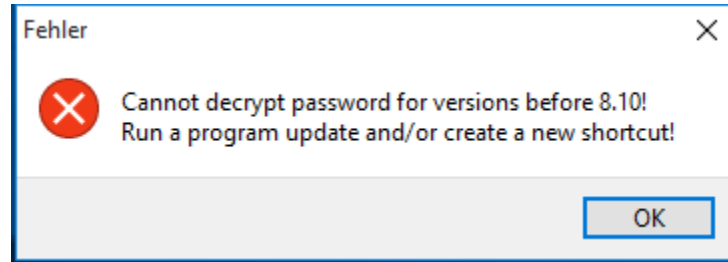 Fehler
Cannot decrypt password for versions before 8.10!
Run a program update and/or create a new shortcut!
OK